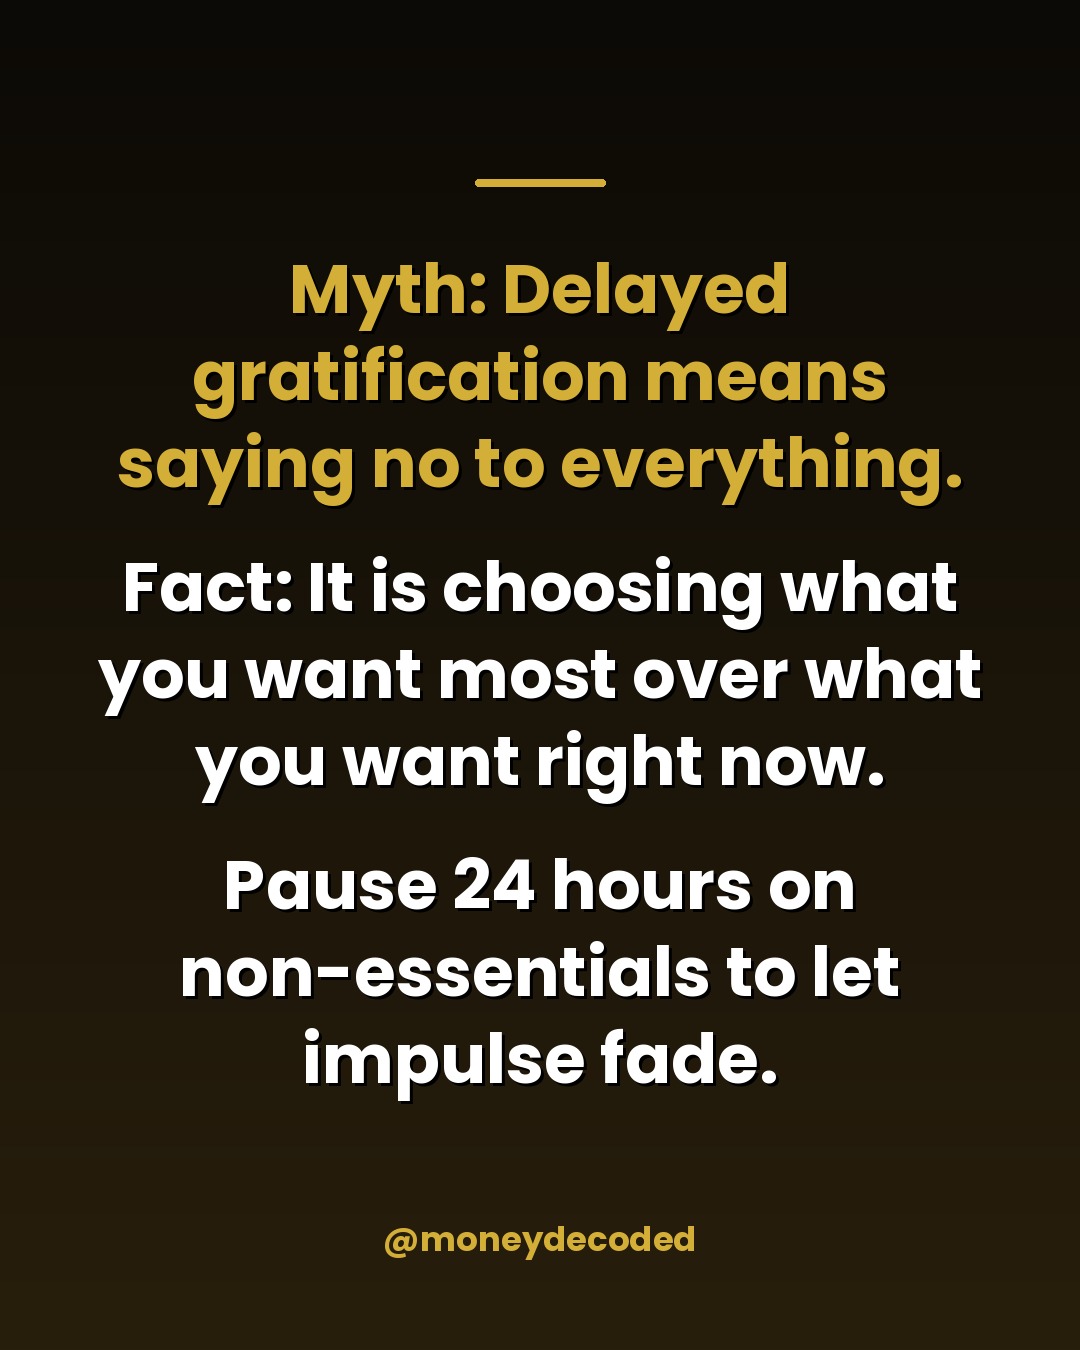 Myth: Delayed
gratification means
saying no to everything.
Fact: It is choosing what
you want most over what
you want right now.
Pause 24 hours on
non-essentials to let
impulse fade.
@moneydecoded